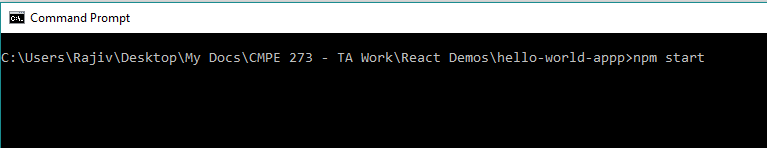 Command Prompt
C:\Users\Rajiv\Desktop\My Docs\CMPE 273 - TA Work\React Demos\hello-world-appp>npm start